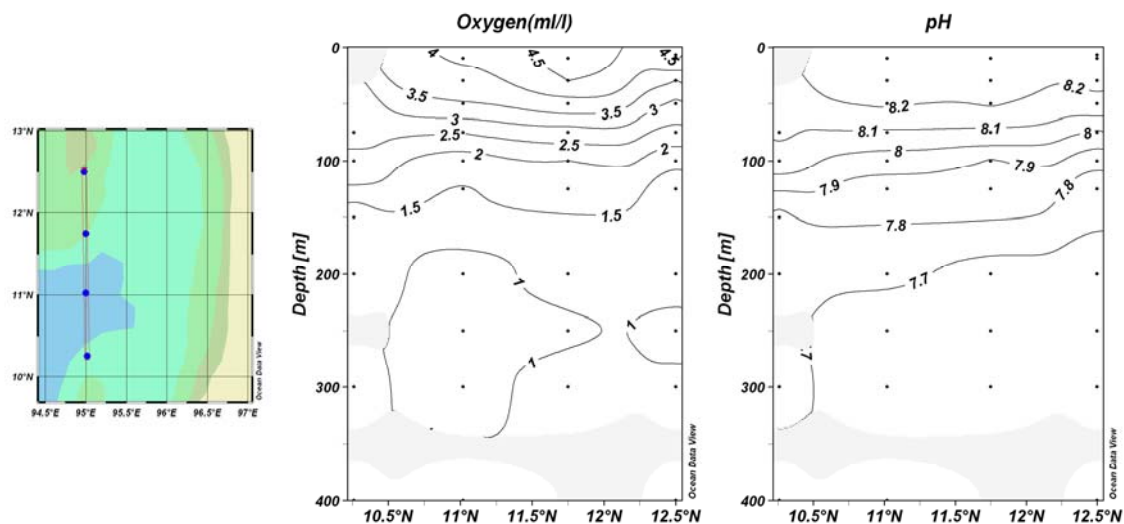 13°N
12°N
11°N
10°N
94.5°E 95°E 95.5°E 96°E 96.5°E 97°E
Ocean Data View
Oxygen(ml/l)
0
100
200
300
400
Depth [m]
4
4.5
4.5
3.5
3.5
3
3
2.5
2.5
2
2
1.5
1.5
1
1
1
10.5°N 11°N 11.5°N 12°N 12.5°N
Ocean Data View
pH
0
100
200
300
400
Depth [m]
8.2
8.2
8.1
8.1
8
8
7.9
7.9
7.8
7.8
7.7
.7
10.5°N 11°N 11.5°N 12°N 12.5°N
Ocean Data View